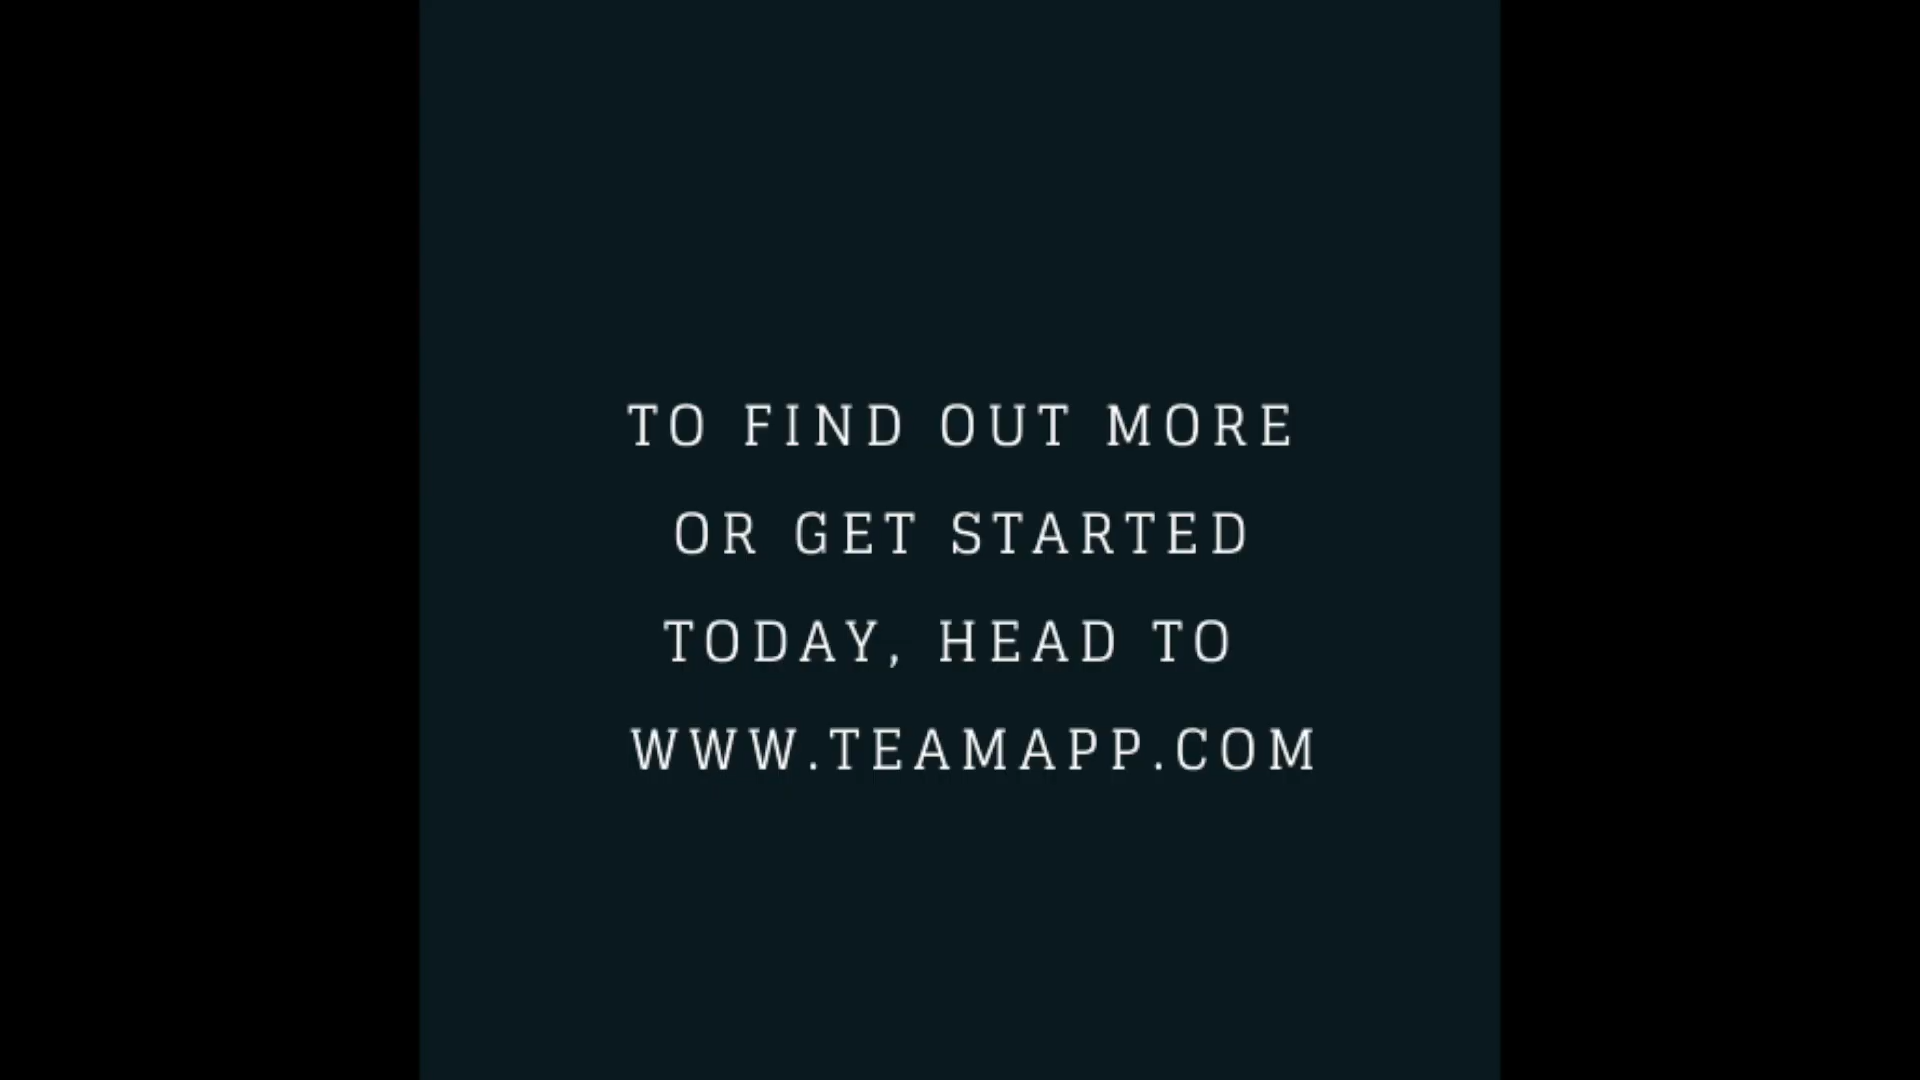 TO FIND OUT MORE
OR GET STARTED
TODAY, HEAD TO
WWW.TEAMAPP.COM